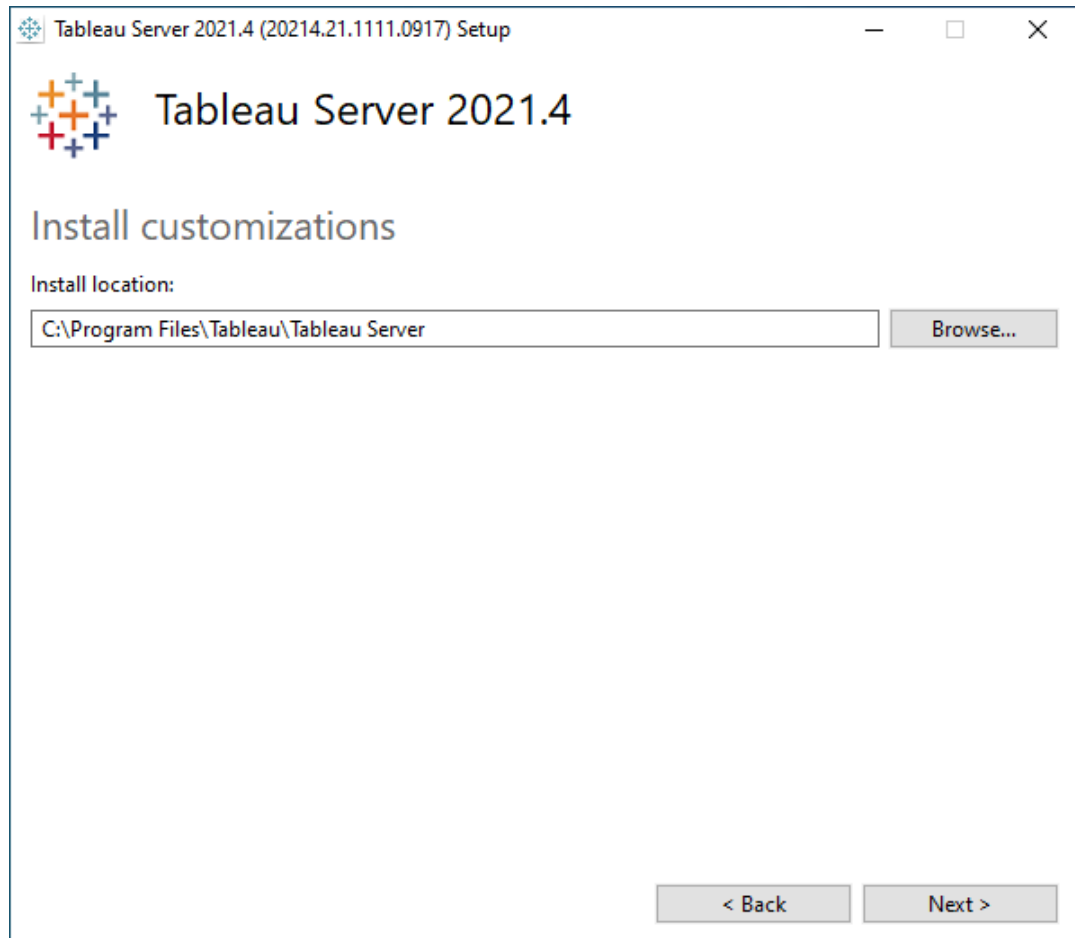 Tableau Server 2021.4 (20214.21.1111.0917) Setup
Tableau Server 2021.4
Install customizations
Install location:
C:\Program Files\Tableau\Tableau Server
Browse...
< Back
Next >